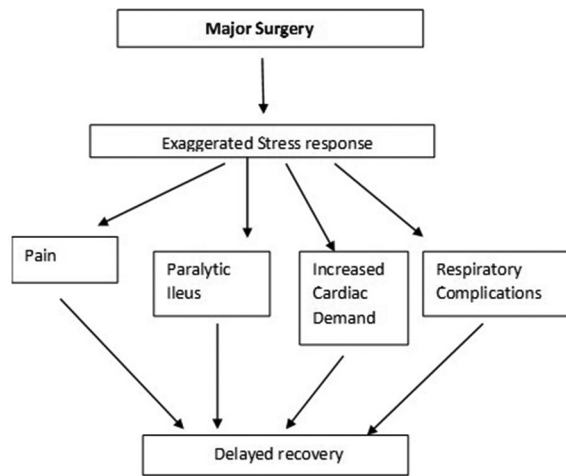 Major Surgery
Exaggerated Stress response
Pain
Paralytic
Ileus
Increased
Cardiac
Demand
Respiratory
Complications
Delayed recovery